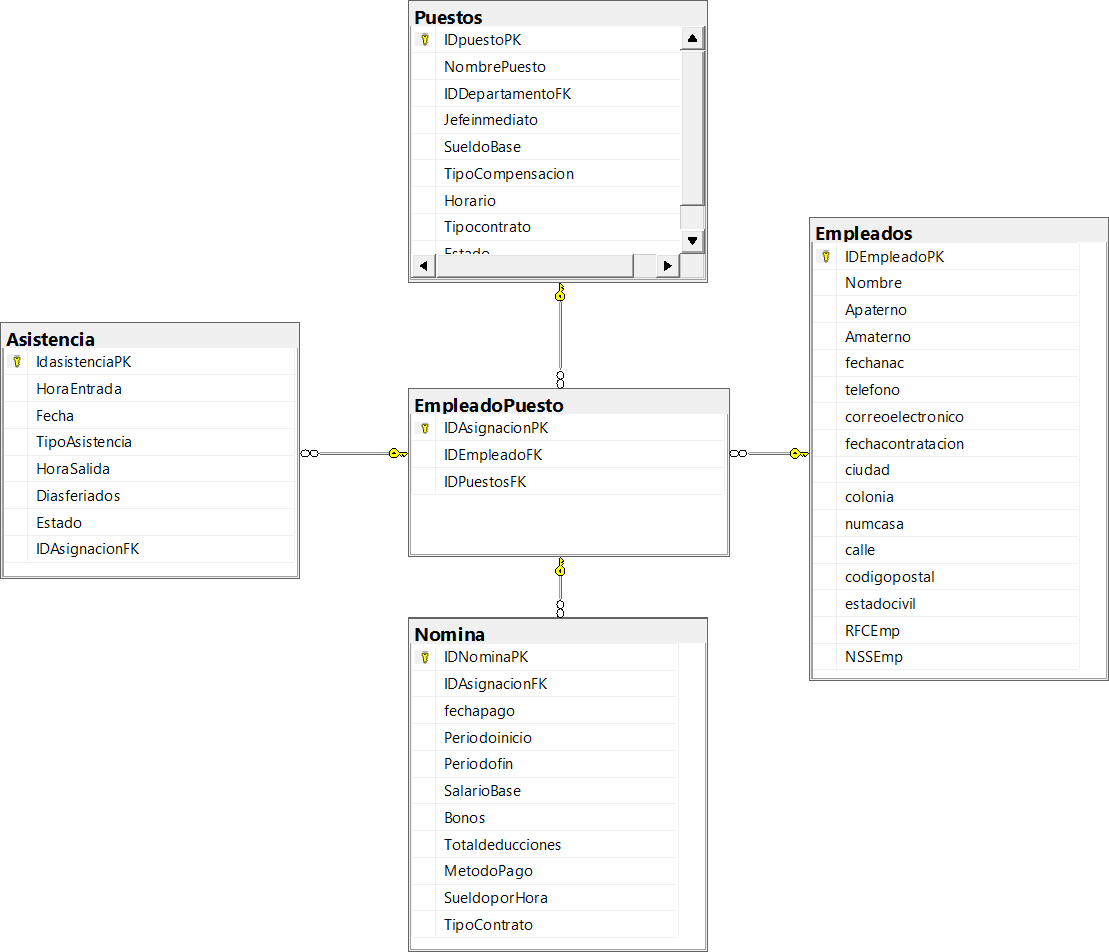 Puestos
IDpuestoPK
NombrePuesto
IDDepartamentoFK
Jefeinmediato
SueldoBase
TipoCompensacion
Horario
Tipocontrato
Estado
Empleados
IDEmpleadoPK
Nombre
Apaterno
Amaterno
fechanac
telefono
correoelectronico
fechacontratacion
ciudad
colonia
numcasa
calle
codigopostal
estadocivil
RFCEmp
NSSEmp
Asistencia
IdasistenciaPK
HoraEntrada
Fecha
TipoAsistencia
HoraSalida
Diasferiados
Estado
IDAsignacionFK
EmpleadoPuesto
IDAsignacionPK
IDEmpleadoFK
IDPuestosFK
Nomina
IDNominaPK
IDAsignacionFK
fechapago
Periodoinicio
Periodofin
SalarioBase
Bonos
Totaldeducciones
MetodoPago
SueldoporHora
TipoContrato